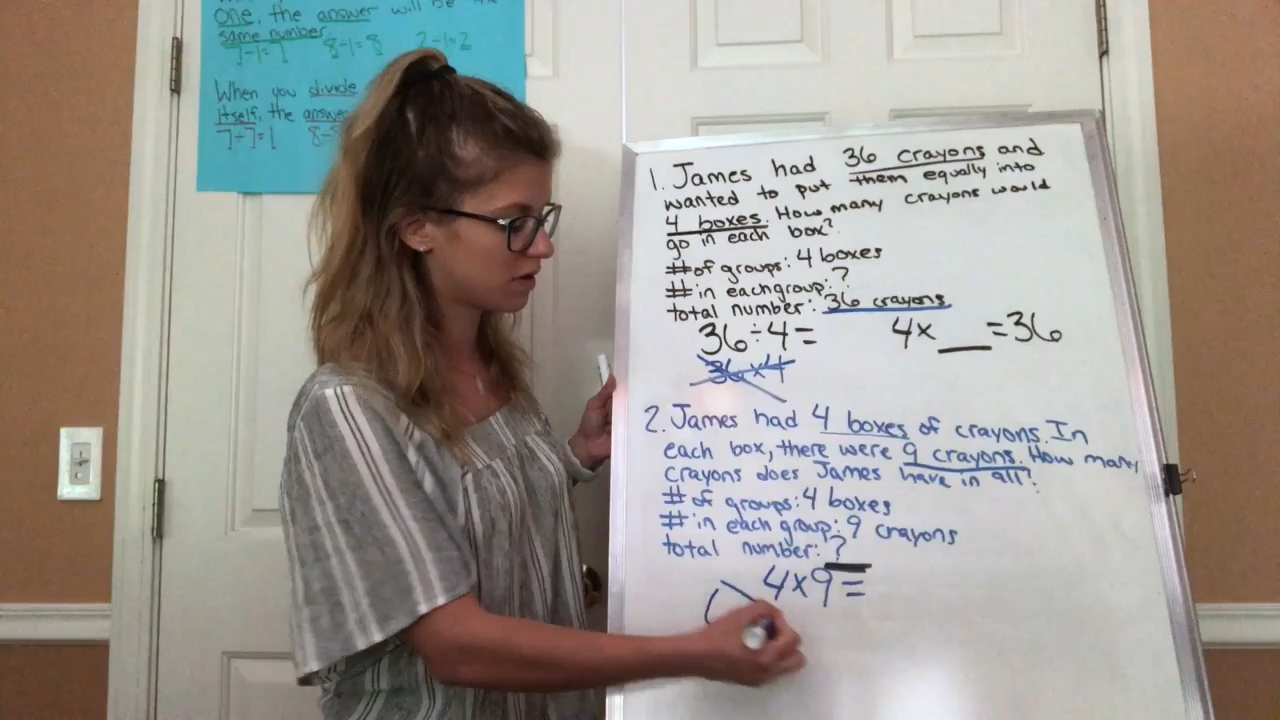 one, the answer will be the
same number.
7÷1=7 8÷1=8 2÷1=2
When you divide
itself, the answer
7÷7=1 8÷8
1. James had 36 crayons and
wanted to put them equally into
4 boxes. How many crayons would
go in each box?
# of groups: 4 boxes
# in each group: ?
total number: 36 crayons
36÷4= 4× __ =36
36×4
2. James had 4 boxes of crayons. In
each box, there were 9 crayons. How many
crayons does James have in all?
# of groups: 4 boxes
# in each group: 9 crayons
total number: ?
4×9=